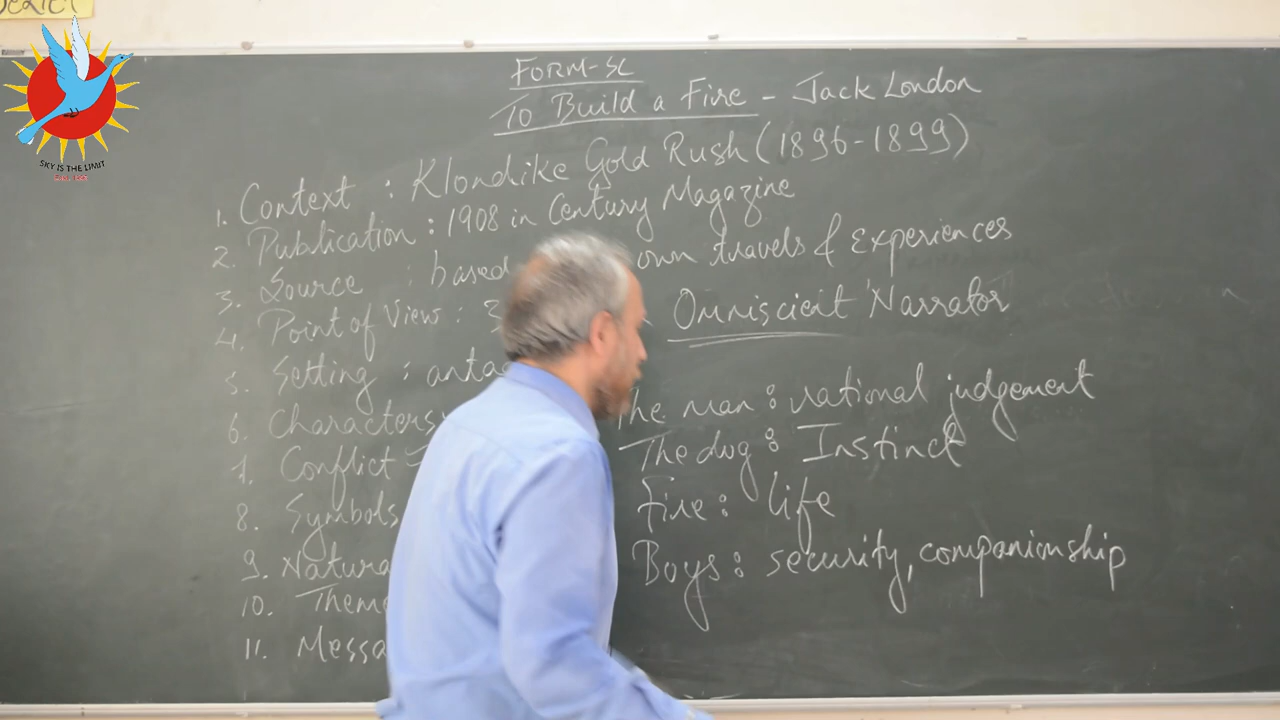 FORM-SC
To Build a Fire - Jack London
1. Context : Klondike Gold Rush (1896-1899)
2. Publication : 1908 in Century Magazine
3. Source : based own travels & experiences
4. Point of View : 3 Omniscient Narrator
5. Setting : antag
6. Characters The man : rational judgement
7. Conflict The dog : Instinct
8. Symbols Fire : life
9. Natura Boys : security, companionship
10. Theme
11. Messa
SKY IS THE LIMIT